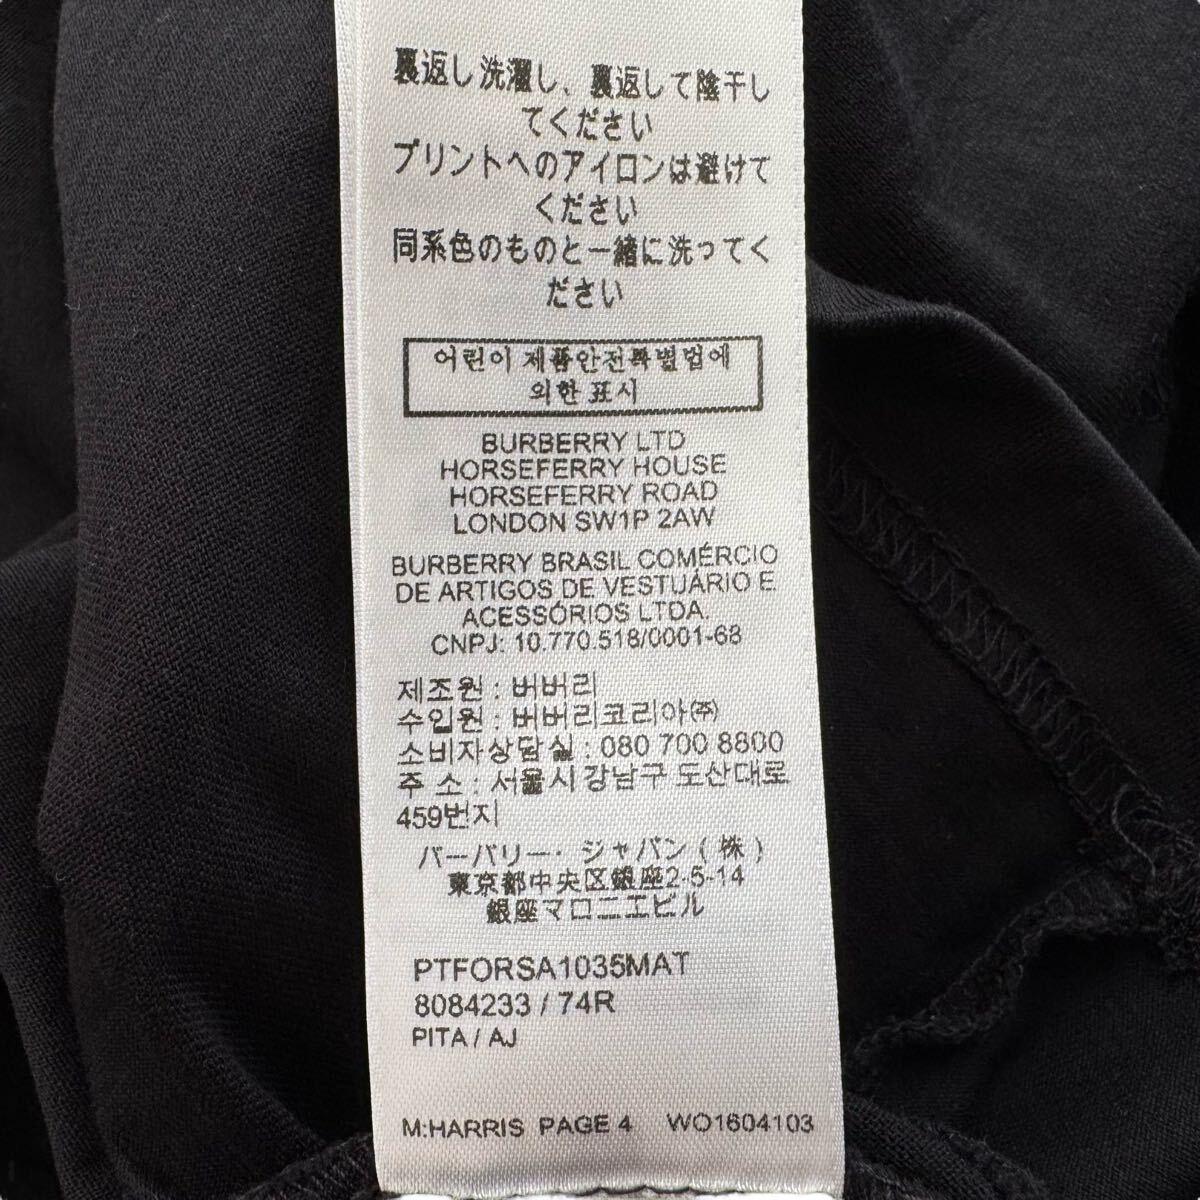 裏返し洗濯し、裏返して陰干し
てください
プリントへのアイロンは避けて
ください
同系色のものと一緒に洗ってく
ださい
어린이 제품안전특별법에
의한 표시
BURBERRY LTD
HORSEFERRY HOUSE
HORSEFERRY ROAD
LONDON SW1P 2AW
BURBERRY BRASIL COMÉRCIO
DE ARTIGOS DE VESTUÁRIO E
ACESSÓRIOS LTDA.
CNPJ: 10.770.518/0001-68
제조원 : 버버리
수입원 : 버버리코리아㈜
소비자상담실 : 080 700 8800
주 소 : 서울시 강남구 도산대로
459번지
バーバリー・ジャパン ( 株 )
東京都中央区銀座2-5-14
銀座マロニエビル
PTFORSA1035MAT
8084233 / 74R
PITA / AJ
M:HARRIS PAGE 4 WO1604103